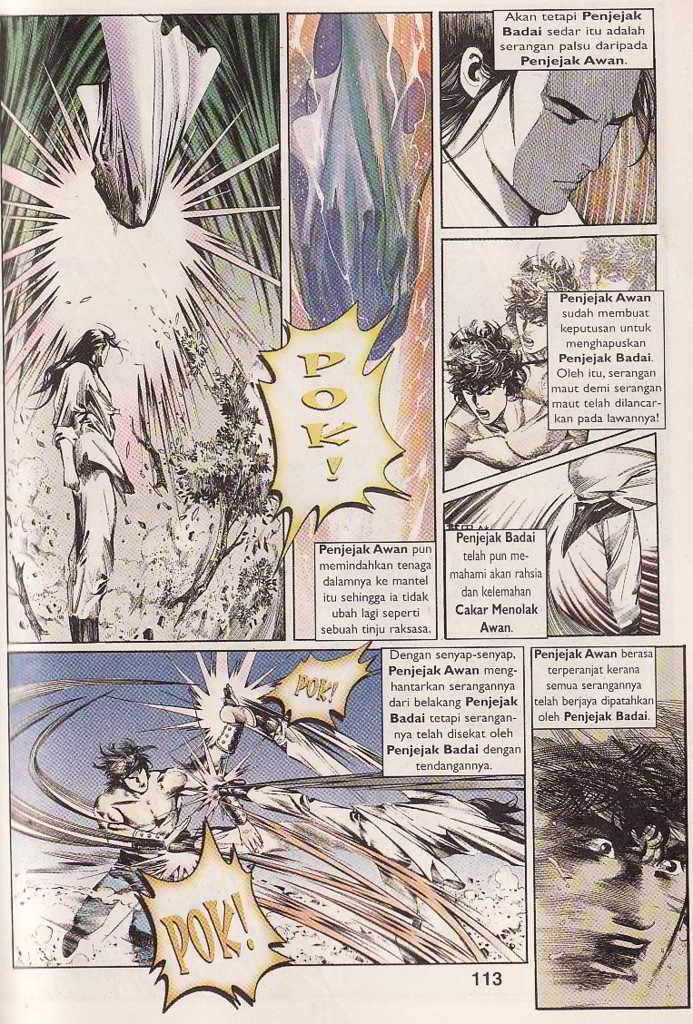 POK!
Penjejak Awan pun
memindahkan tenaga
dalamnya ke mantel
itu sehingga ia tidak
ubah lagi seperti
sebuah tinju raksasa.
Akan tetapi Penjejak
Badai sedar itu adalah
serangan palsu daripada
Penjejak Awan.
Penjejak Awan
sudah membuat
keputusan untuk
menghapuskan
Penjejak Badai.
Oleh itu, serangan
maut demi serangan
maut telah dilancar-
kan pada lawannya!
Penjejak Badai
telah pun me-
mahami akan rahsia
dan kelemahan
Cakar Menolak
Awan.
POK!
Dengan senyap-senyap,
Penjejak Awan meng-
hantarkan serangannya
dari belakang Penjejak
Badai tetapi serangan-
nya telah disekat oleh
Penjejak Badai dengan
tendangannya.
POK!
Penjejak Awan berasa
terperanjat kerana
semua serangannya
telah berjaya dipatahkan
oleh Penjejak Badai.
113